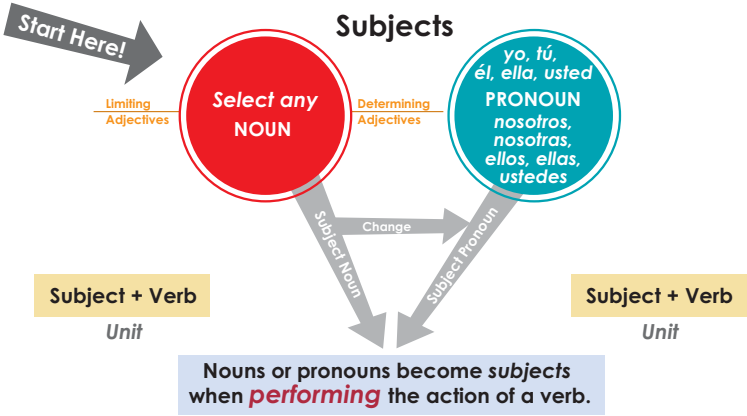 Subjects
Start Here!
Limiting
Adjectives
Select any
NOUN
Determining
Adjectives
yo, tú,
él, ella, usted
PRONOUN
nosotros,
nosotras,
ellos, ellas,
ustedes
Subject Noun
Change
Subject Pronoun
Subject + Verb
Unit
Subject + Verb
Unit
Nouns or pronouns become subjects
when performing the action of a verb.